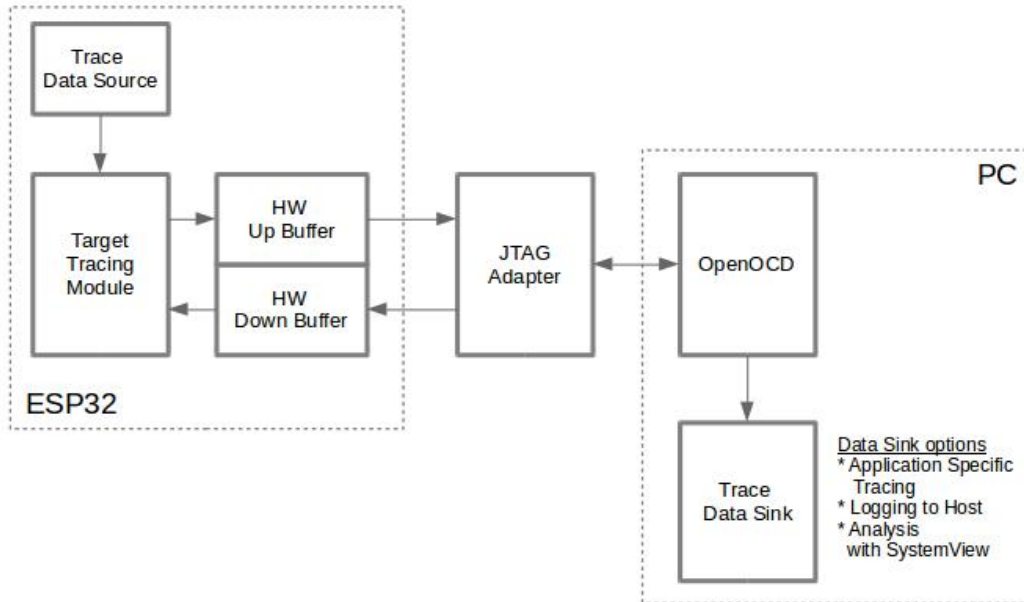 Trace
Data Source
Target
Tracing
Module
HW
Up Buffer
HW
Down Buffer
ESP32
JTAG
Adapter
PC
OpenOCD
Trace
Data Sink
Data Sink options
* Application Specific
Tracing
* Logging to Host
* Analysis
with SystemView